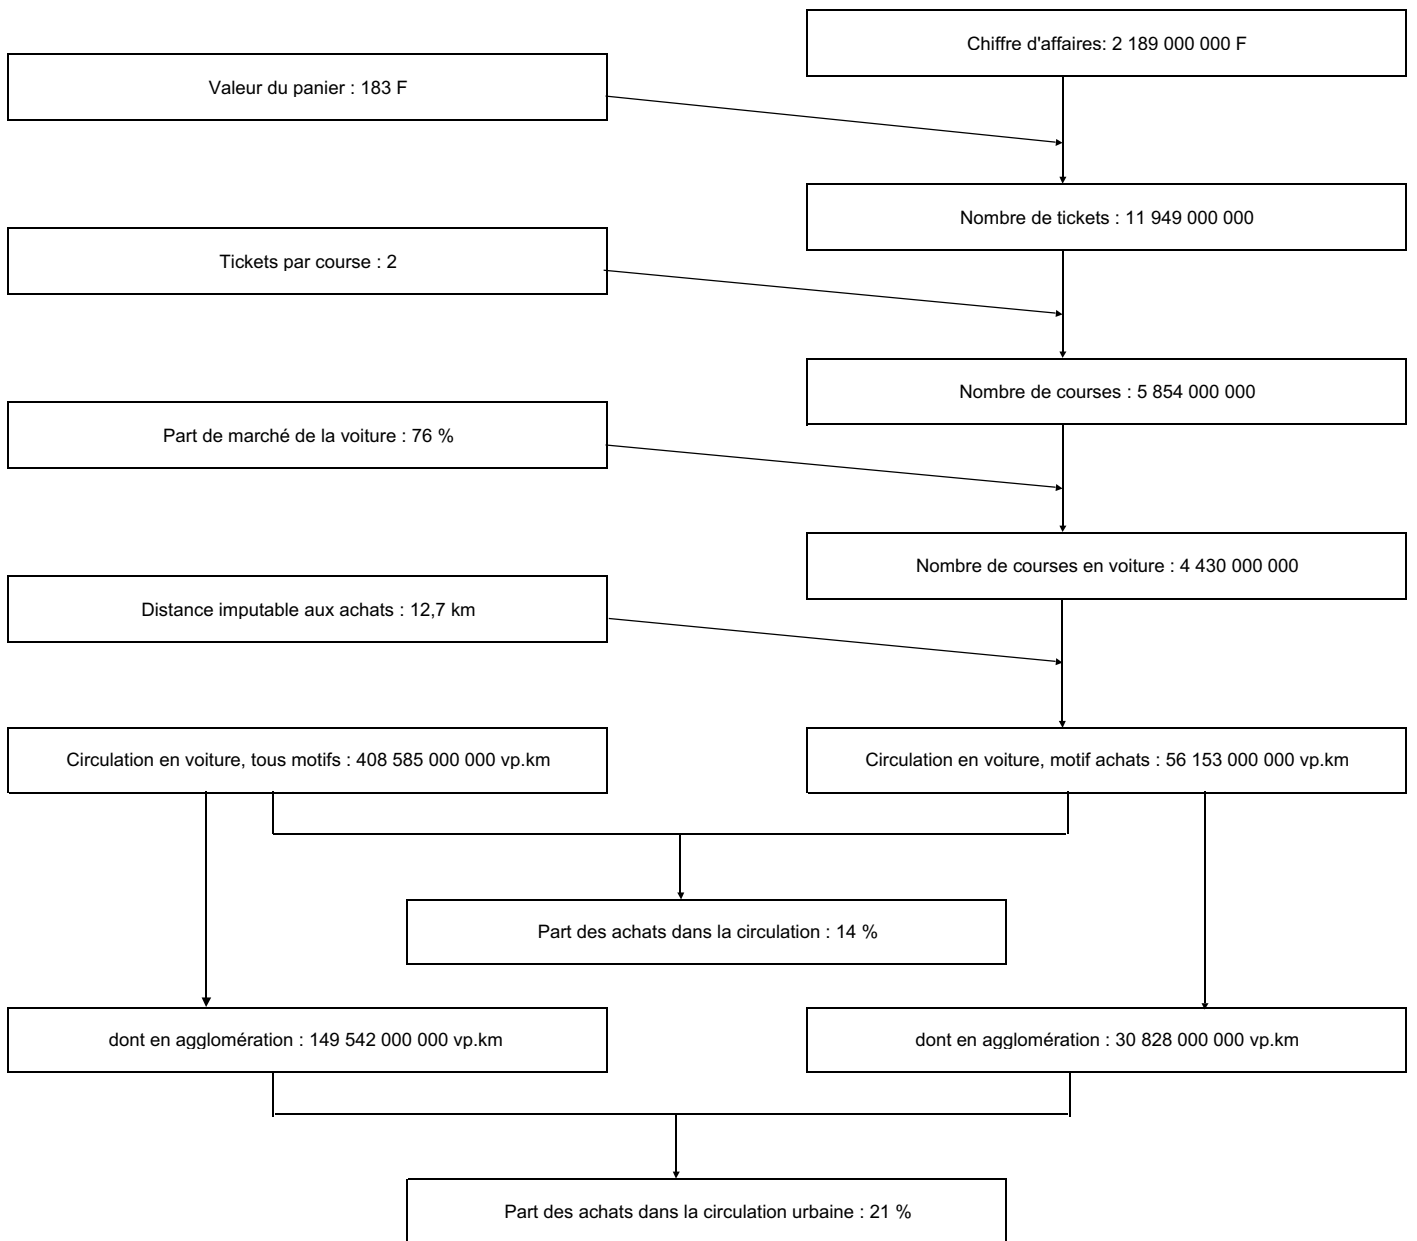 Chiffre d'affaires: 2 189 000 000 F
Valeur du panier : 183 F
Nombre de tickets : 11 949 000 000
Tickets par course : 2
Nombre de courses : 5 854 000 000
Part de marché de la voiture : 76 %
Nombre de courses en voiture : 4 430 000 000
Distance imputable aux achats : 12,7 km
Circulation en voiture, tous motifs : 408 585 000 000 vp.km
Circulation en voiture, motif achats : 56 153 000 000 vp.km
Part des achats dans la circulation : 14 %
dont en agglomération : 149 542 000 000 vp.km
dont en agglomération : 30 828 000 000 vp.km
Part des achats dans la circulation urbaine : 21 %